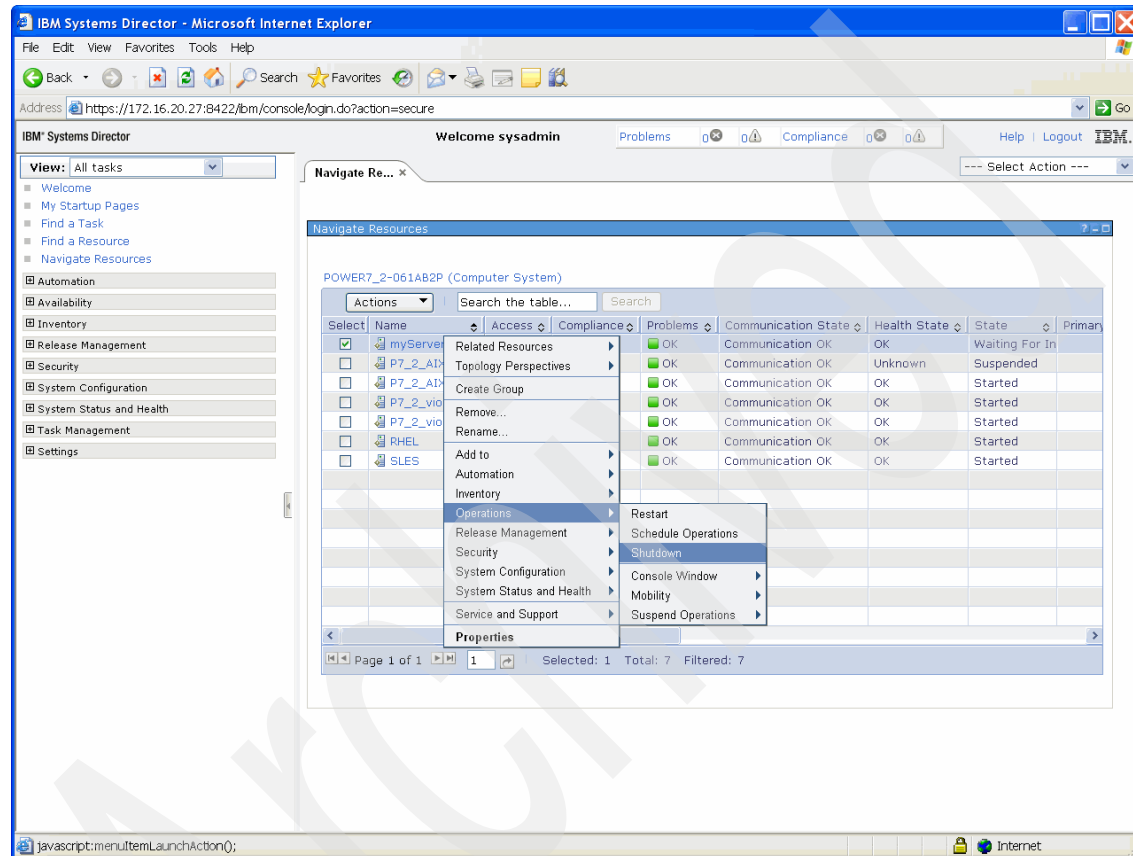 IBM Systems Director - Microsoft Internet Explorer
File Edit View Favorites Tools Help
Back Search Favorites
Address https://172.16.20.27:8422/ibm/console/login.do?action=secure Go
IBM® Systems Director Welcome sysadmin Problems 0 0 Compliance 0 0 Help | Logout IBM.
View: All tasks
Navigate Re... × --- Select Action ---
Welcome
My Startup Pages
Find a Task
Find a Resource
Navigate Resources
Automation
Availability
Inventory
Release Management
Security
System Configuration
System Status and Health
Task Management
Settings
Navigate Resources
POWER7_2-061AB2P (Computer System)
Actions Search the table... Search
Select Name Access Compliance Problems Communication State Health State State Primary
myServer OK Communication OK OK Waiting For In
P7_2_AIX OK Communication OK Unknown Suspended
P7_2_AIX OK Communication OK OK Started
P7_2_vio OK Communication OK OK Started
P7_2_vio OK Communication OK OK Started
RHEL OK Communication OK OK Started
SLES OK Communication OK OK Started
Related Resources
Topology Perspectives
Create Group
Remove...
Rename...
Add to
Automation
Inventory
Operations
Release Management
Security
System Configuration
System Status and Health
Service and Support
Properties
Restart
Schedule Operations
Shutdown
Console Window
Mobility
Suspend Operations
Page 1 of 1 1 Selected: 1 Total: 7 Filtered: 7
javascript:menuItemLaunchAction(); Internet
Archived